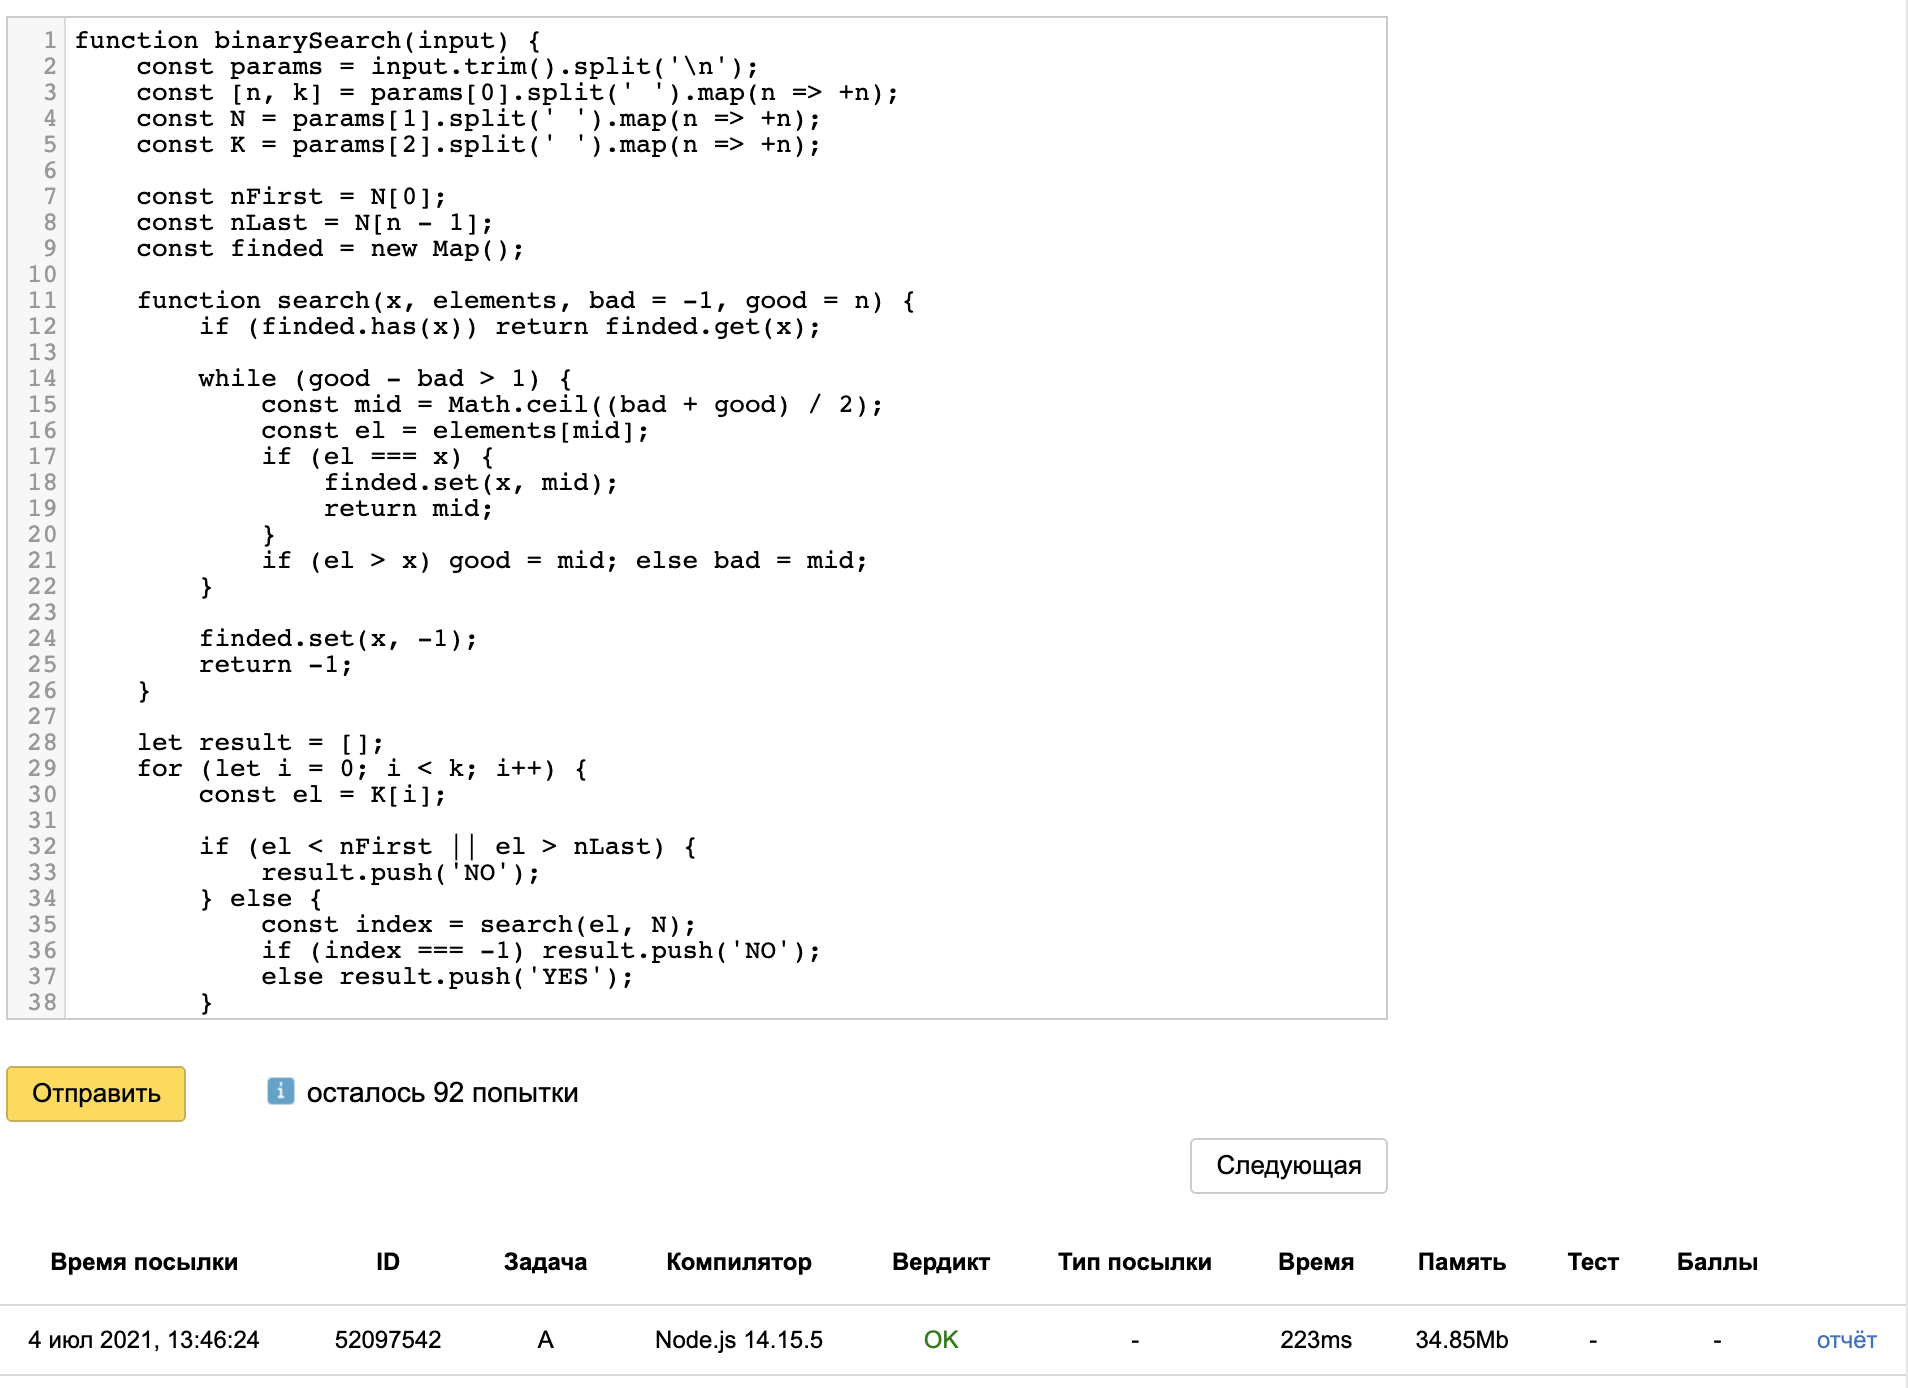 1 function binarySearch(input) {
2     const params = input.trim().split('\n');
3     const [n, k] = params[0].split(' ').map(n => +n);
4     const N = params[1].split(' ').map(n => +n);
5     const K = params[2].split(' ').map(n => +n);
6
7     const nFirst = N[0];
8     const nLast = N[n - 1];
9     const finded = new Map();
10
11     function search(x, elements, bad = -1, good = n) {
12         if (finded.has(x)) return finded.get(x);
13
14         while (good - bad > 1) {
15             const mid = Math.ceil((bad + good) / 2);
16             const el = elements[mid];
17             if (el === x) {
18                 finded.set(x, mid);
19                 return mid;
20             }
21             if (el > x) good = mid; else bad = mid;
22         }
23
24         finded.set(x, -1);
25         return -1;
26     }
27
28     let result = [];
29     for (let i = 0; i < k; i++) {
30         const el = K[i];
31
32         if (el < nFirst || el > nLast) {
33             result.push('NO');
34         } else {
35             const index = search(el, N);
36             if (index === -1) result.push('NO');
37             else result.push('YES');
38         }
Отправить i осталось 92 попытки
Следующая
Время посылки ID Задача Компилятор Вердикт Тип посылки Время Память Тест Баллы
4 июл 2021, 13:46:24 52097542 A Node.js 14.15.5 OK - 223ms 34.85Mb - - отчёт